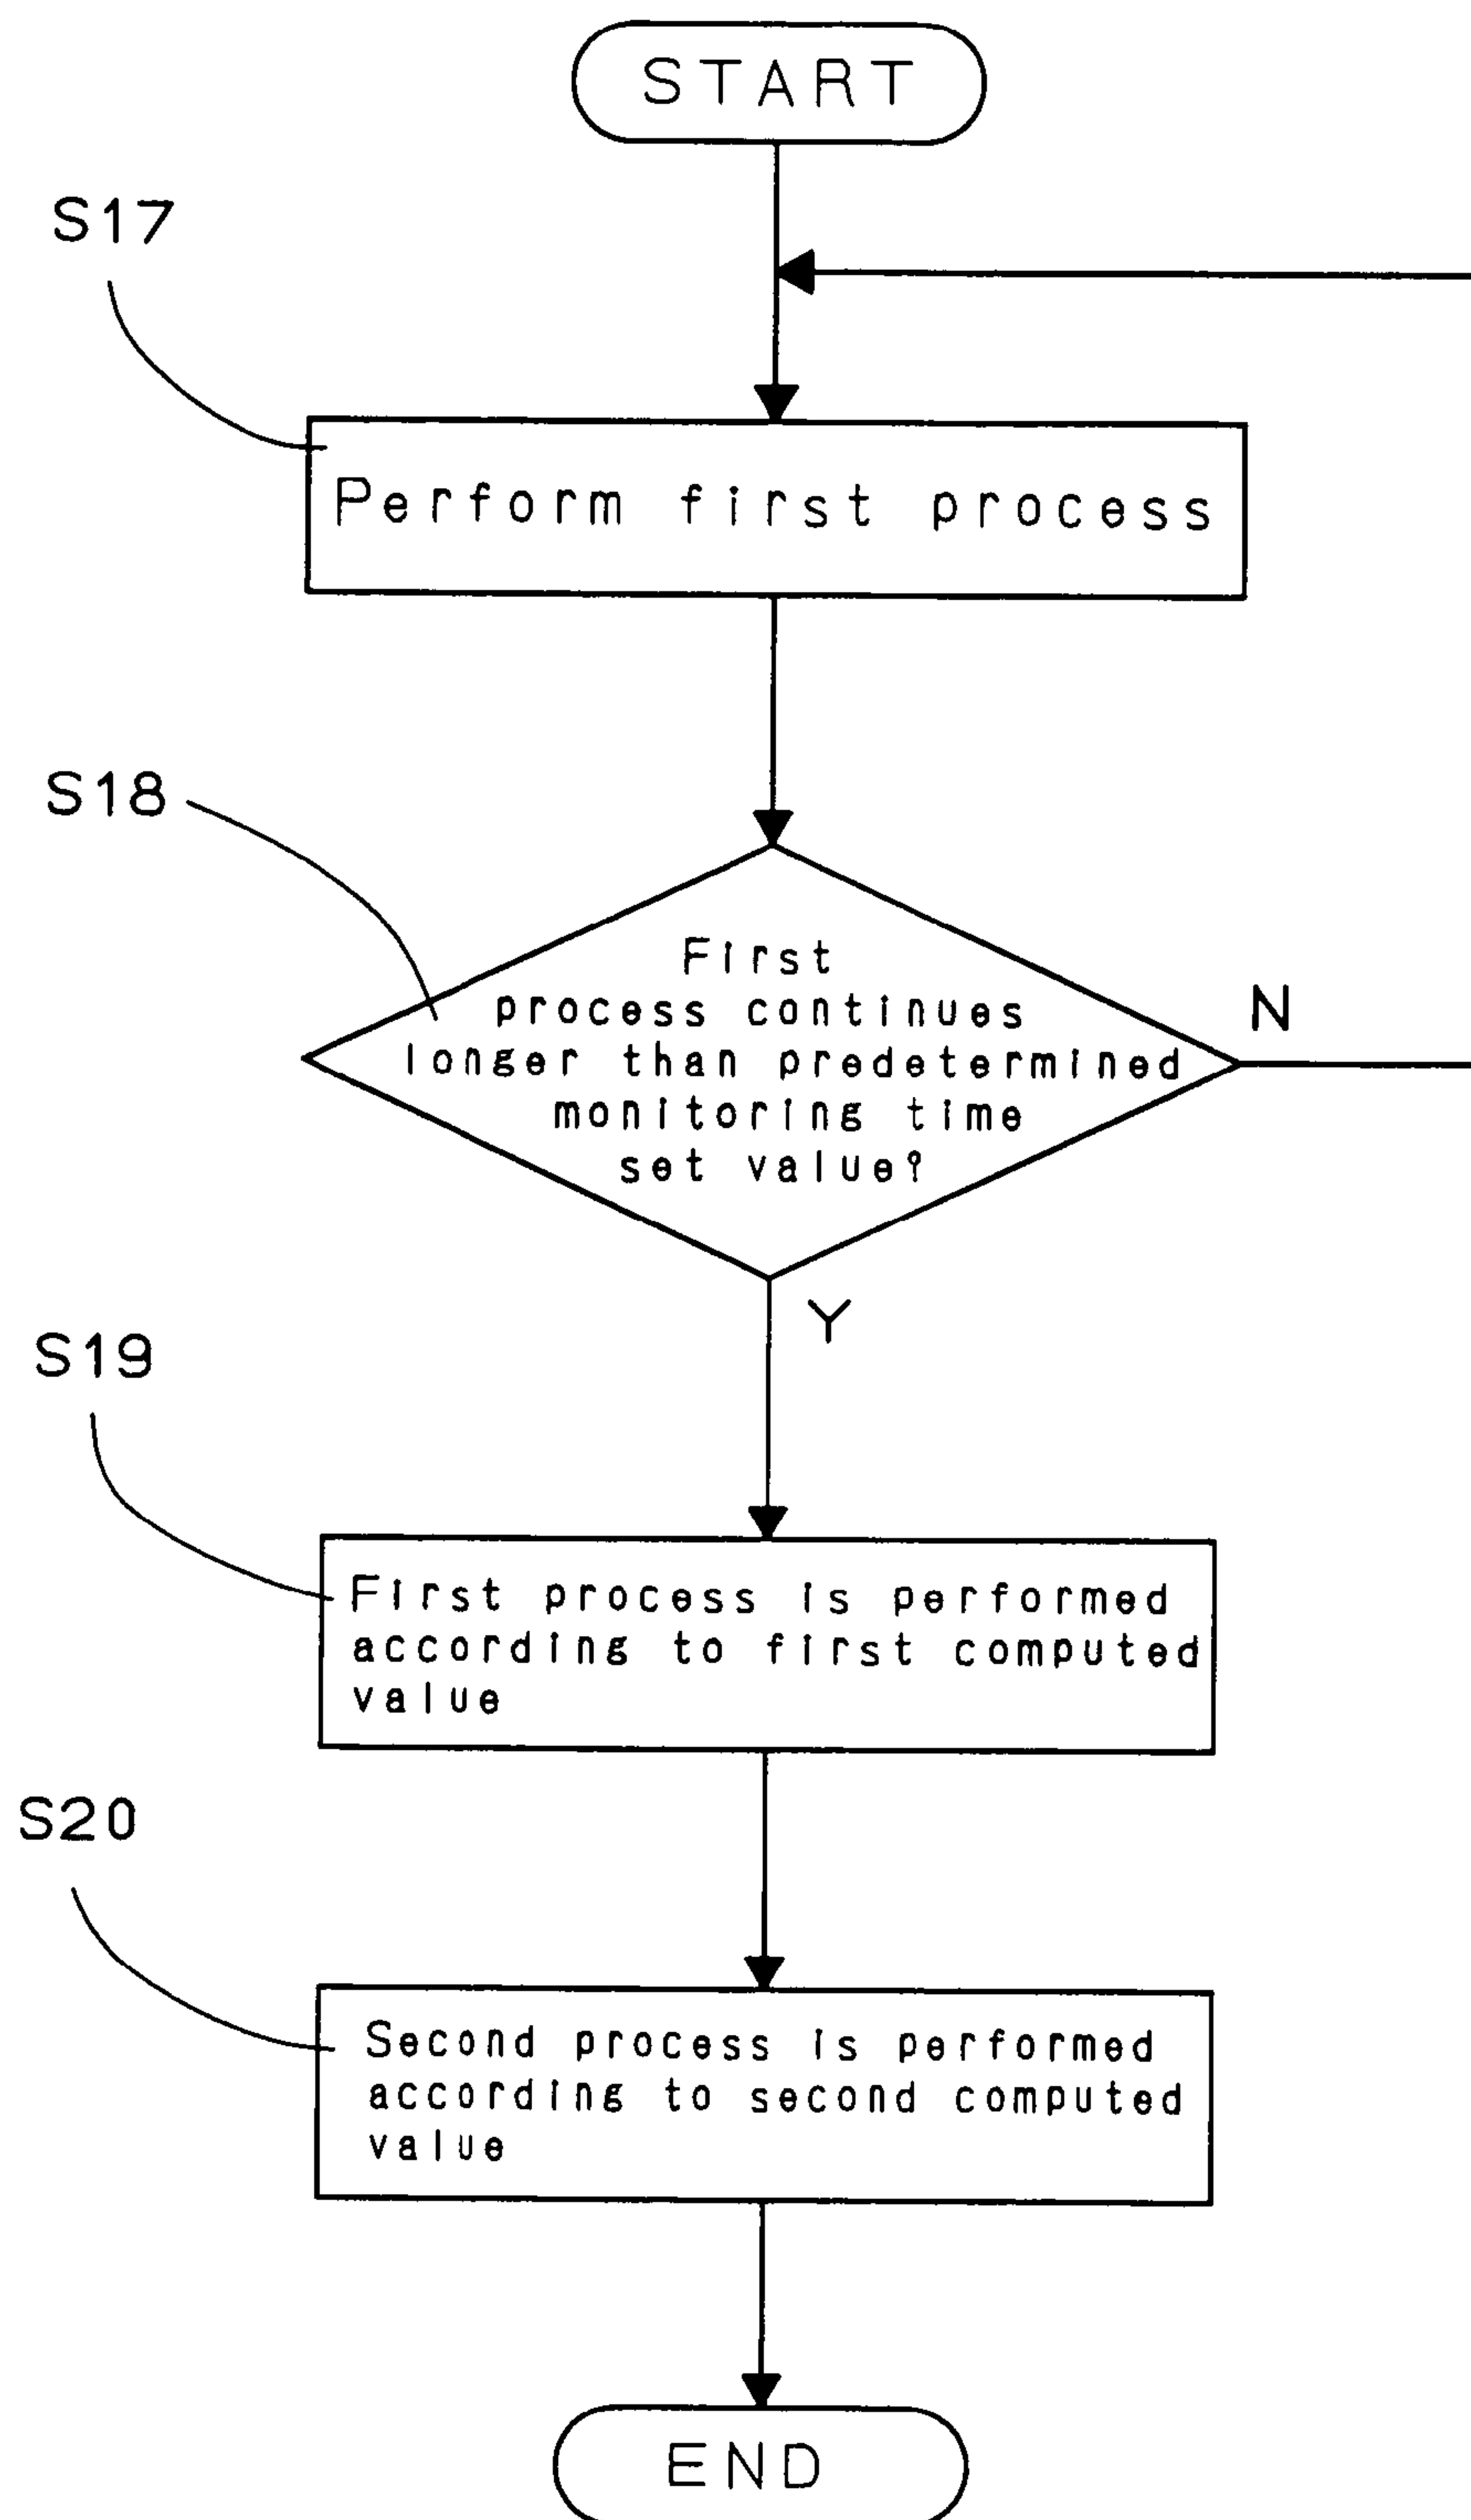 START
S17
Perform first process
S18
First
process continues
longer than predetermined
monitoring time
set value?
N
Y
S19
First process is performed
according to first computed
value
S20
Second process is performed
according to second computed
value
END